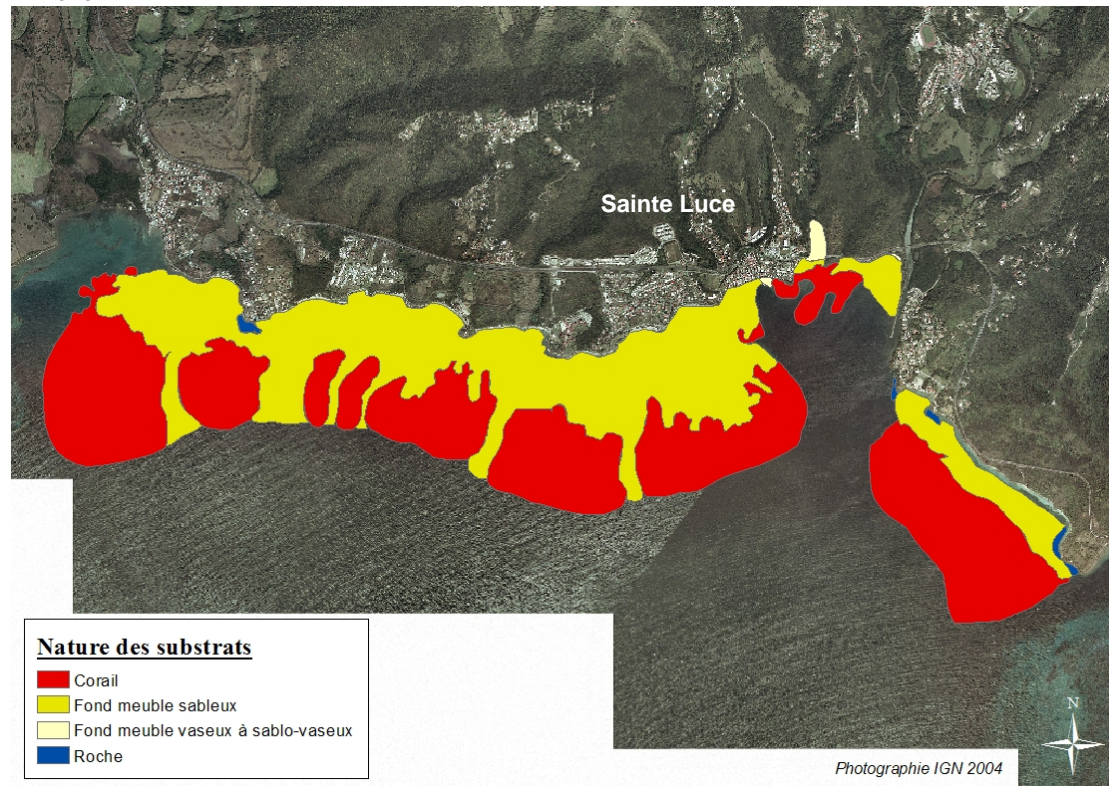 Sainte Luce
Nature des substrats
Corail
Fond meuble sableux
Fond meuble vaseux à sablo-vaseux
Roche
N
Photographie IGN 2004